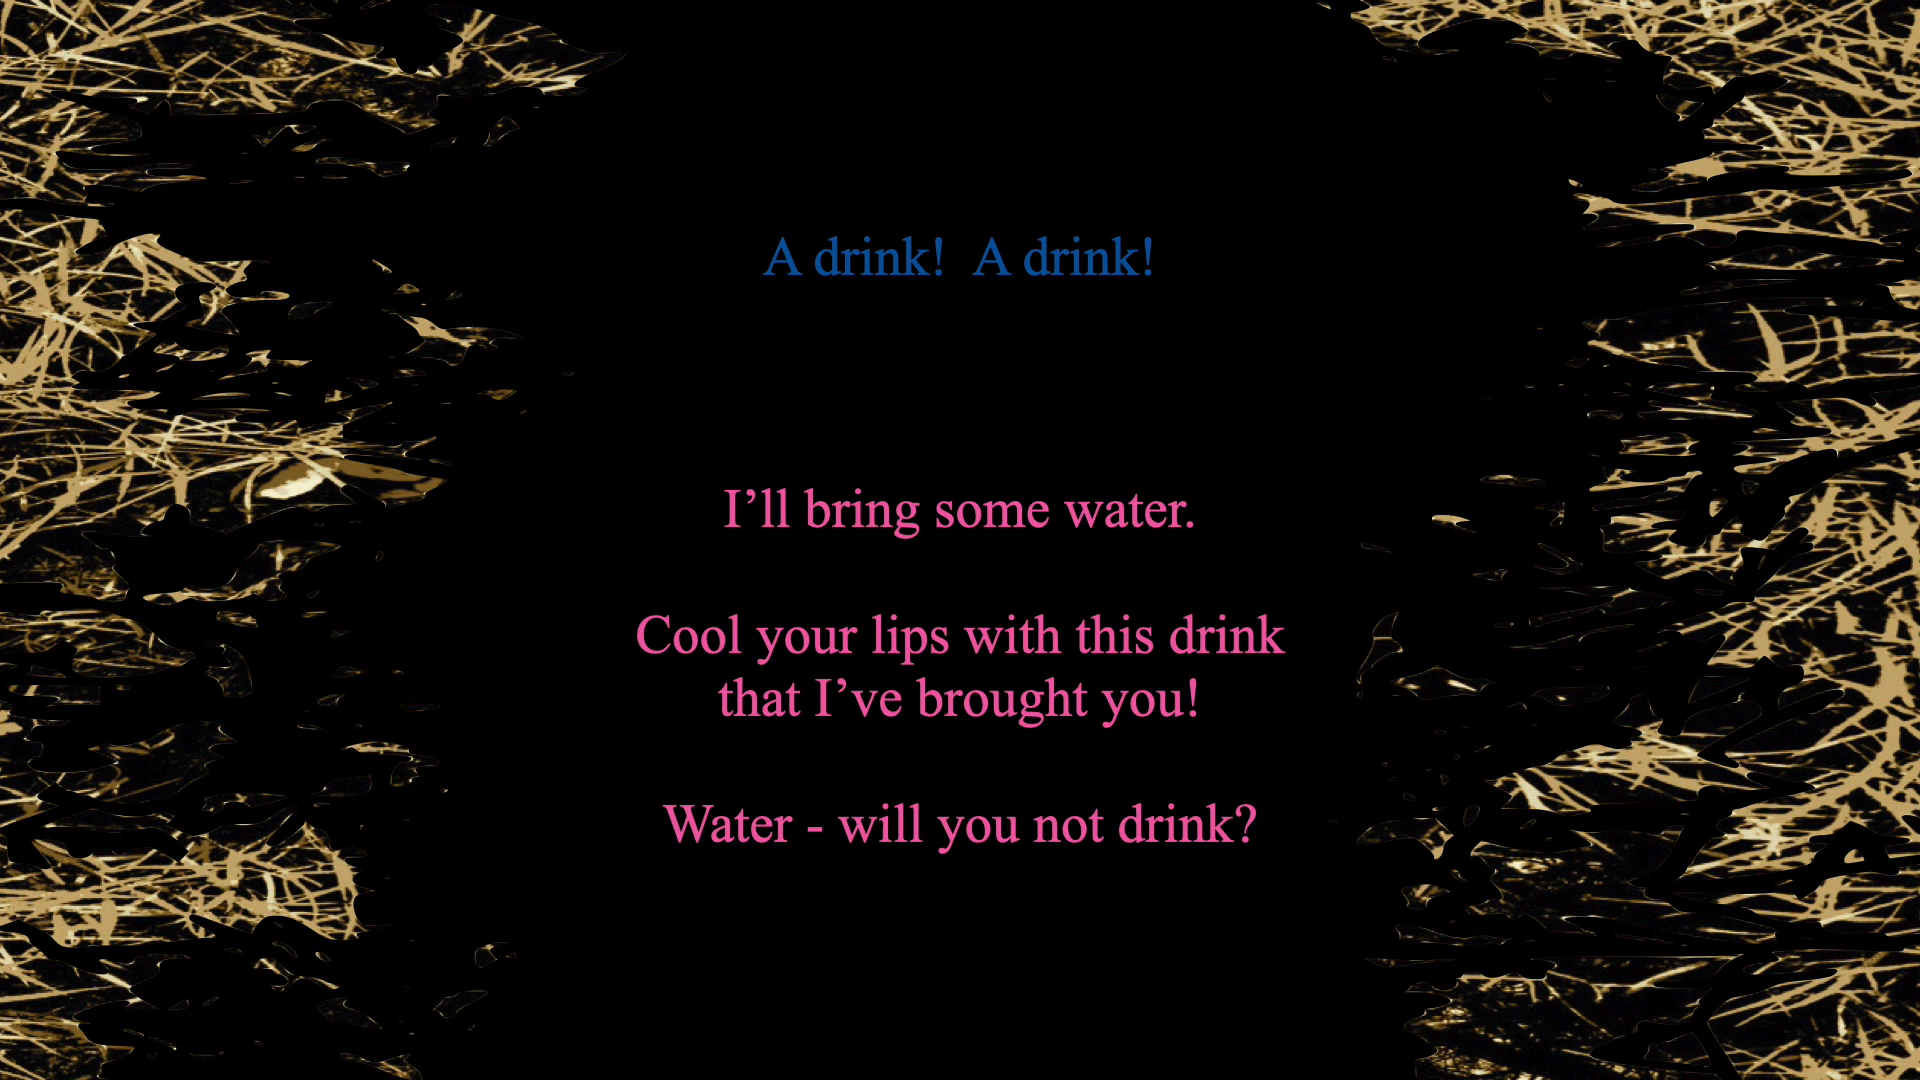 A drink!  A drink!
I’ll bring some water.
Cool your lips with this drink
that I’ve brought you!
Water - will you not drink?